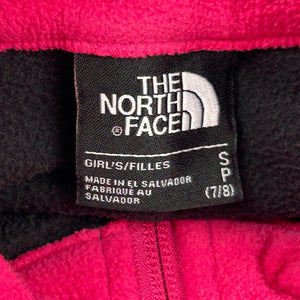 THE
NORTH
® FACE
GIRL'S/FILLES
S
MADE IN EL SALVADOR
P
FABRIQUÉ AU
SALVADOR
(7/8)